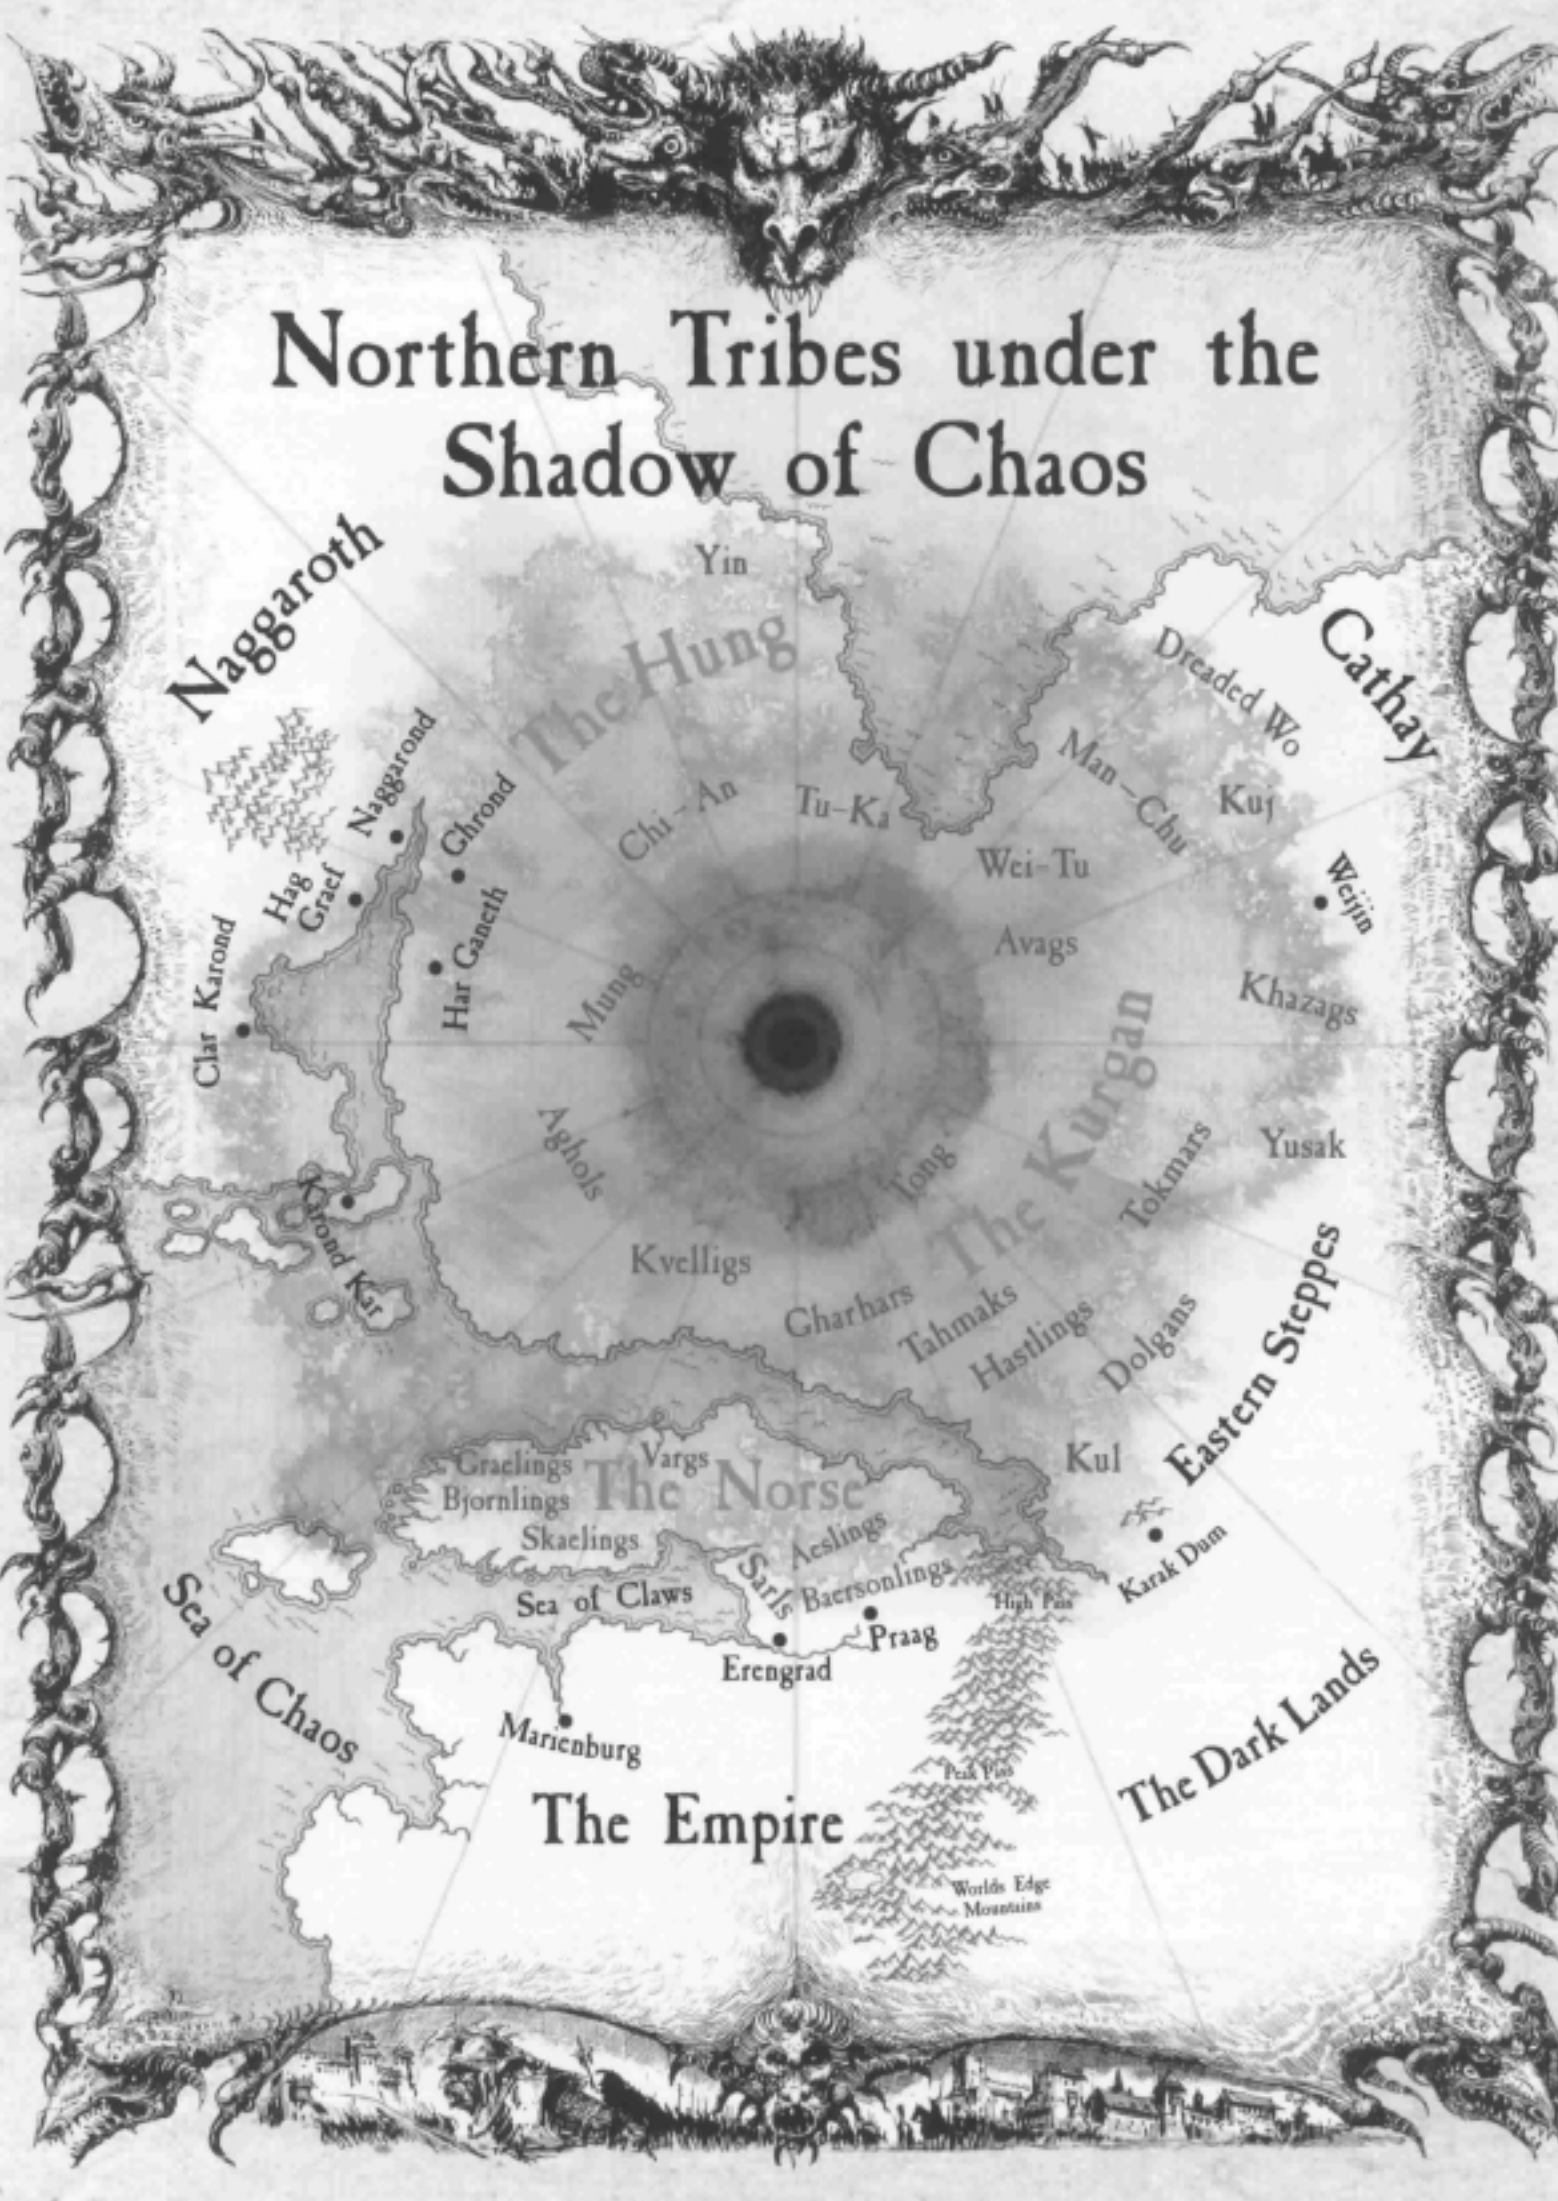 Northern Tribes under the
Shadow of Chaos
Naggaroth
Yin
The Hung
Dreaded Wo
Cathay
Naggarond
Ghrond
Chi-An
Tu-Ka
Man-Chu
Kuj
Hag
Graef
Wei-Tu
Weijin
Clar Karond
Har Ganeth
Mung
Avags
Khazags
The Kurgan
Aghols
Tong
Tokmars
Yusak
Karond Kar
Kvelligs
Gharhars
Tahmaks
Hastlings
Dolgans
Eastern Steppes
Graelings
Vargs
The Norse
Kul
Bjornlings
Skaelings
Aeslings
Sarls
Baersonlings
Karak Dum
Sea of Claws
High Pass
Praag
Erengrad
Sea of Chaos
Marienburg
The Dark Lands
Peak Pass
The Empire
Worlds Edge
Mountains